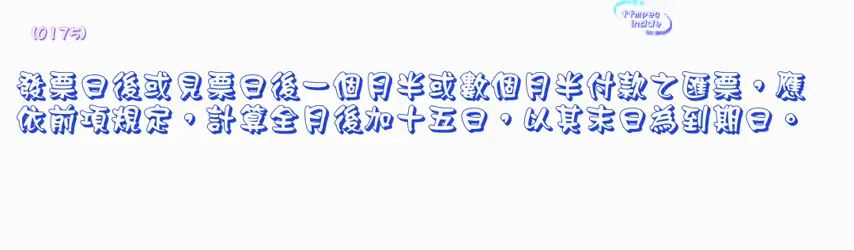 (0175)
ffmpeg
inside
發票日後或見票日後一個月半或數個月半付款之匯票，應
依前項規定，計算全月後加十五日，以其末日為到期日。